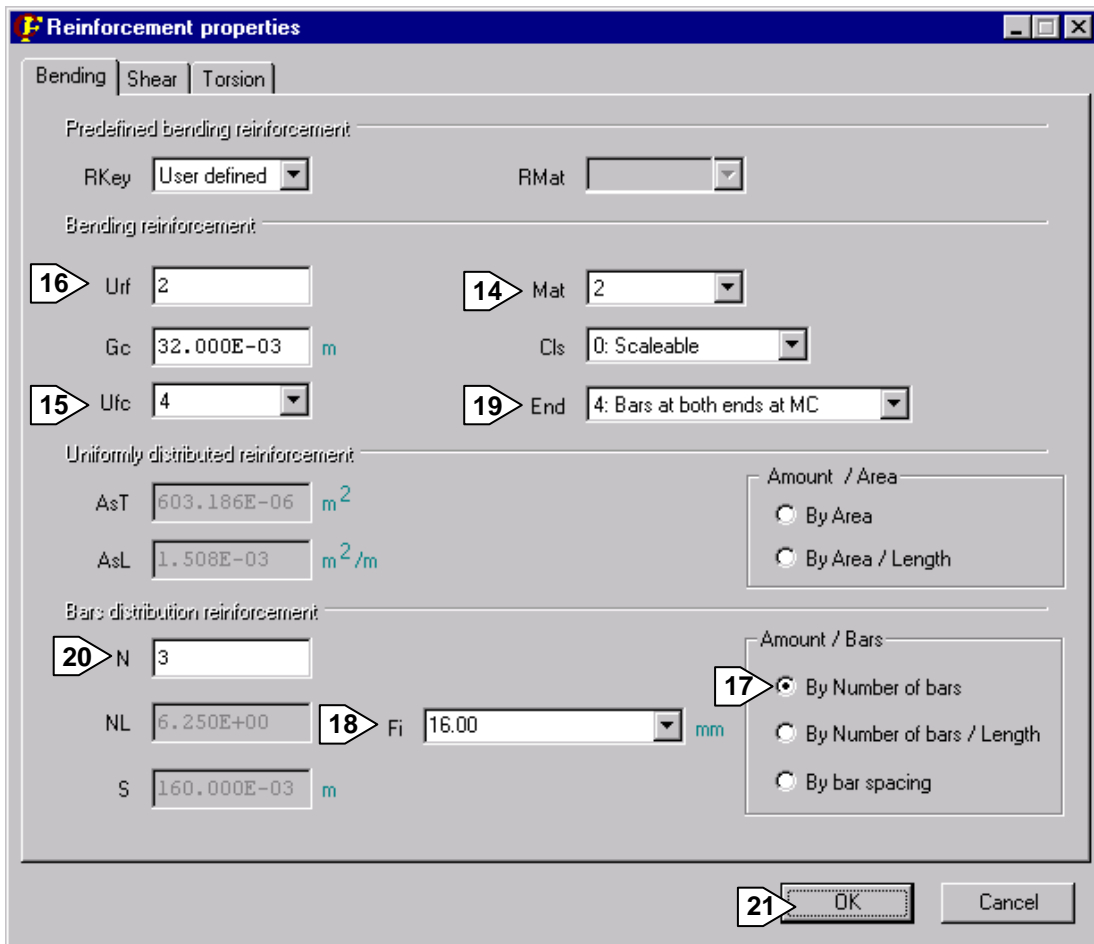 Reinforcement properties
Bending Shear Torsion
Predefined bending reinforcement
RKey User defined RMat
Bending reinforcement
16 Urf 2 14 Mat 2
Gc 32.000E-03 m Cls 0: Scaleable
15 Ufc 4 19 End 4: Bars at both ends at MC
Uniformly distributed reinforcement
Amount / Area
AsT 603.186E-06 m2 By Area
AsL 1.508E-03 m2/m By Area / Length
Bars distribution reinforcement
Amount / Bars
20 N 3 17 By Number of bars
NL 6.250E+00 18 Fi 16.00 mm By Number of bars / Length
S 160.000E-03 m By bar spacing
21 OK Cancel